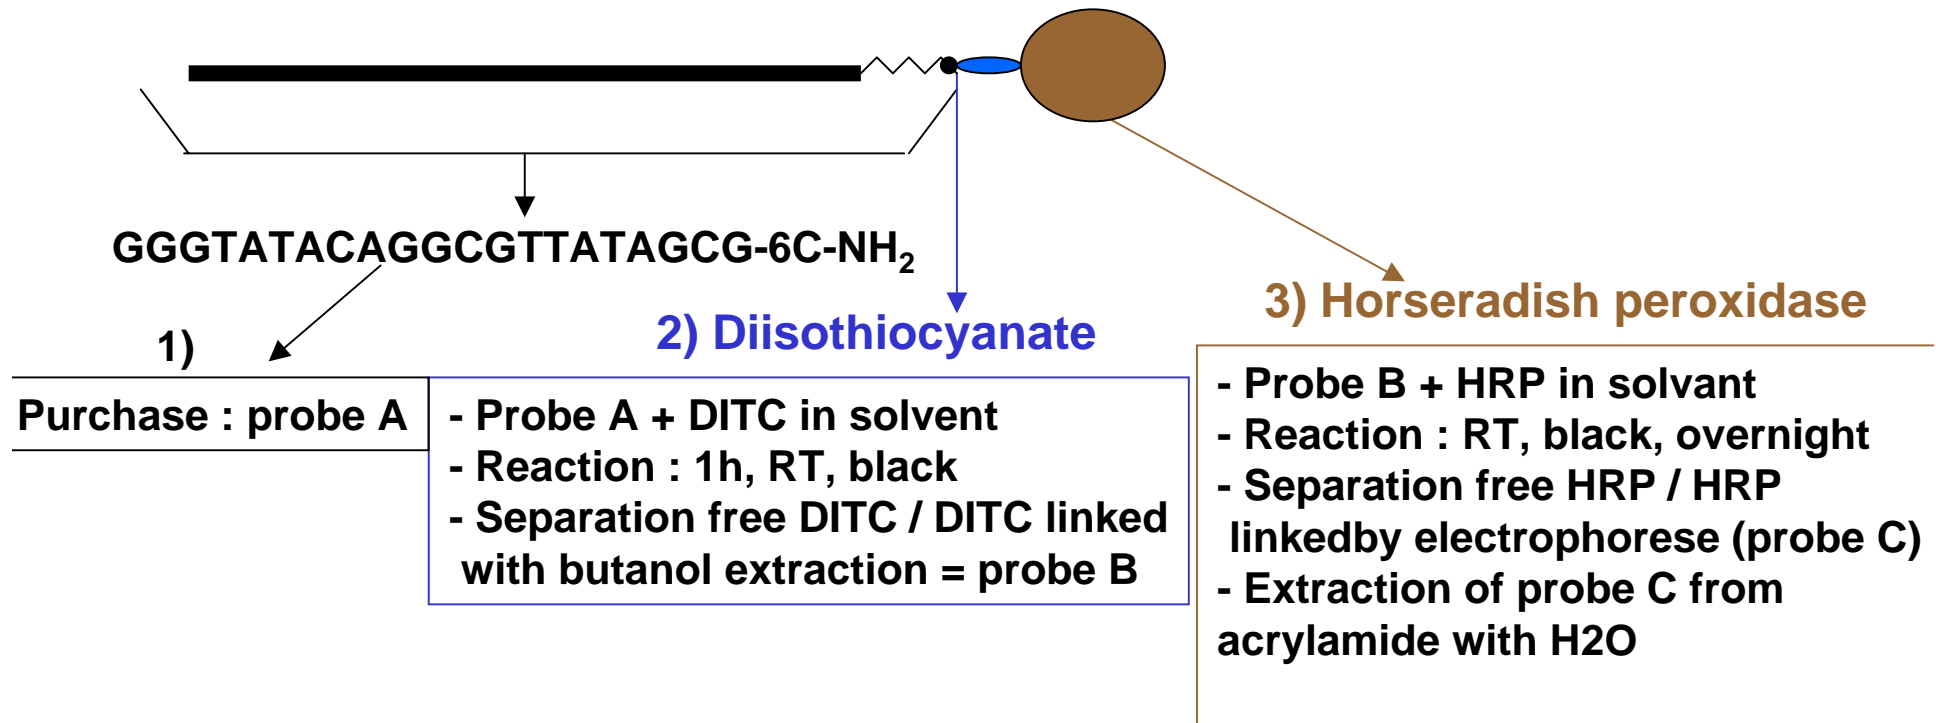 GGGTATACAGGCGTTATAGCG-6C-NH₂
1)
Purchase : probe A
2) Diisothiocyanate
- Probe A + DITC in solvent
- Reaction : 1h, RT, black
- Separation free DITC / DITC linked
with butanol extraction = probe B
3) Horseradish peroxidase
- Probe B + HRP in solvant
- Reaction : RT, black, overnight
- Separation free HRP / HRP
linkedby electrophorese (probe C)
- Extraction of probe C from
acrylamide with H2O